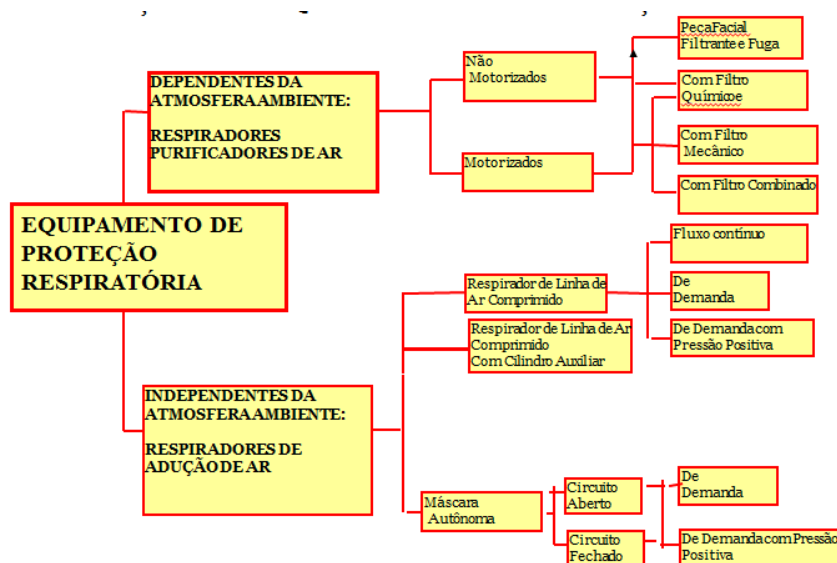 PeçaFacial
Filtrante e Fuga
Não
Motorizados
DEPENDENTES DA
ATMOSFERA AMBIENTE:
RESPIRADORES
PURIFICADORES DE AR
Com Filtro
Químicoe
Com Filtro
Mecânico
Motorizados
Com Filtro Combinado
EQUIPAMENTO DE
PROTEÇÃO
RESPIRATÓRIA
Fluxo contínuo
Respirador de Linha de
Ar Comprimido
De
Demanda
Respirador de Linha de Ar
Comprimido
Com Cilindro Auxiliar
De Demanda com
Pressão Positiva
INDEPENDENTES DA
ATMOSFERA AMBIENTE:
RESPIRADORES DE
ADUÇÃO DE AR
Máscara
Autônoma
Circuito
Aberto
De
Demanda
Circuito
Fechado
De Demanda com Pressão
Positiva